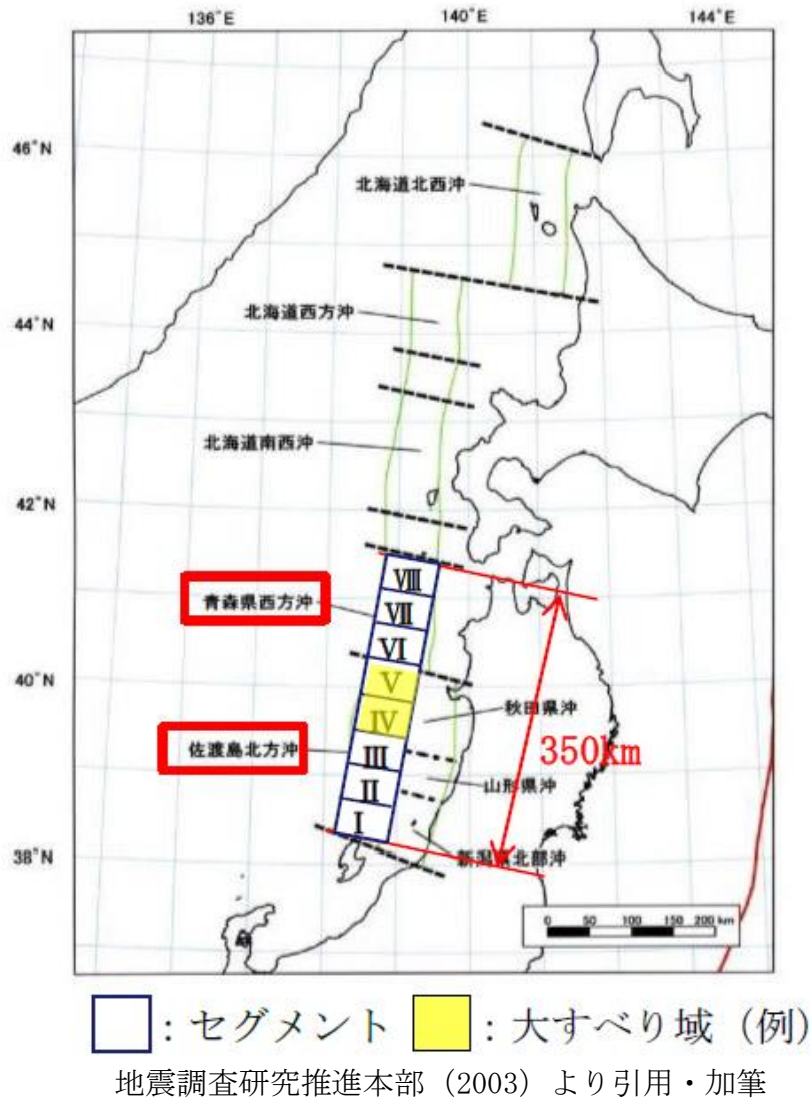 136°E
140°E
144°E
46°N
北海道北西沖
44°N
北海道西方沖
北海道南西沖
42°N
Ⅷ
青森県西方沖
Ⅶ
Ⅵ
40°N
Ⅴ
Ⅳ
秋田県沖
佐渡島北方沖
Ⅲ
350km
山形県沖
Ⅱ
Ⅰ
38°N
新潟県北部沖
0 50 100 150 200 km
：セグメント
：大すべり域（例）
地震調査研究推進本部（2003）より引用・加筆